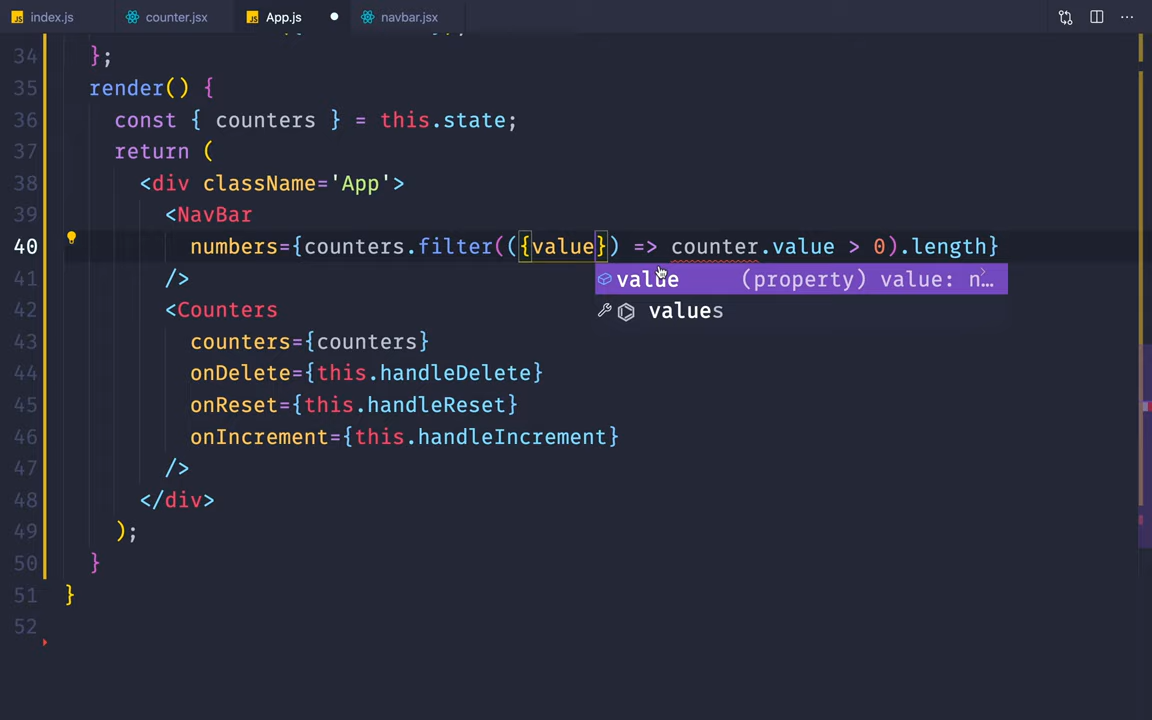 index.js counter.jsx App.js navbar.jsx
34 };
35 render() {
36 const { counters } = this.state;
37 return (
38 <div className='App'>
39 <NavBar
40 numbers={counters.filter(({value}) => counter.value > 0).length}
41 />
value (property) value: n…
42 <Counters
values
43 counters={counters}
44 onDelete={this.handleDelete}
45 onReset={this.handleReset}
46 onIncrement={this.handleIncrement}
47 />
48 </div>
49 );
50 }
51 }
52